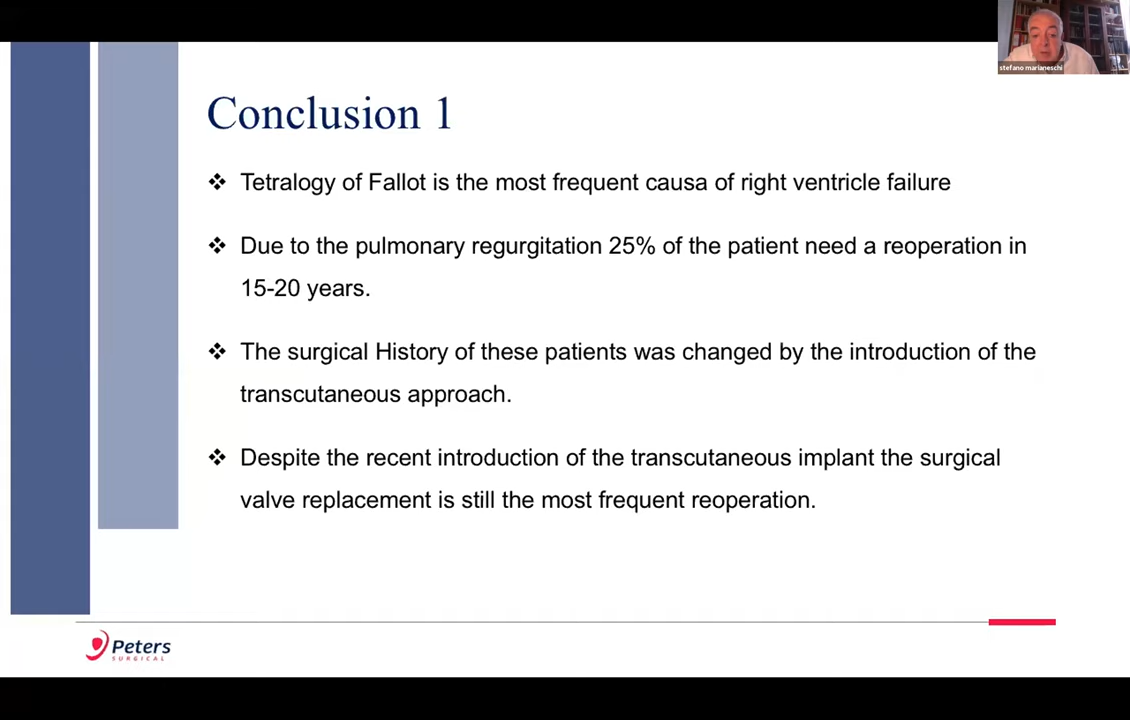 stefano marianeschi
Conclusion 1
❖ Tetralogy of Fallot is the most frequent causa of right ventricle failure
❖ Due to the pulmonary regurgitation 25% of the patient need a reoperation in
15-20 years.
❖ The surgical History of these patients was changed by the introduction of the
transcutaneous approach.
❖ Despite the recent introduction of the transcutaneous implant the surgical
valve replacement is still the most frequent reoperation.
Peters
SURGICAL